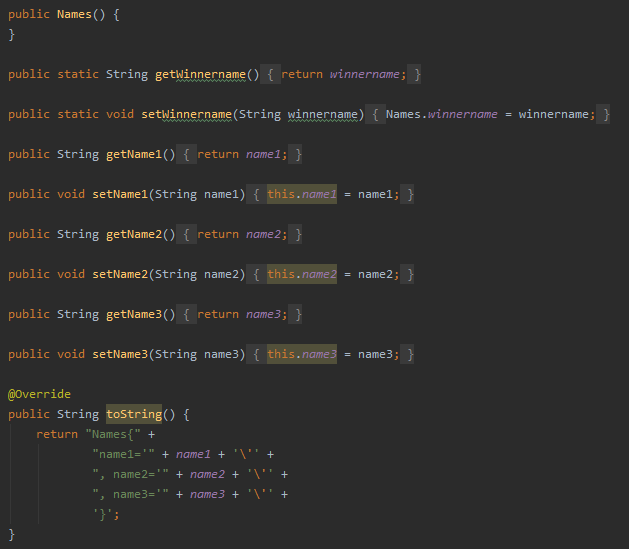 public Names() {
}
public static String getWinnername() { return winnername; }
public static void setWinnername(String winnername) { Names.winnername = winnername; }
public String getName1() { return name1; }
public void setName1(String name1) { this.name1 = name1; }
public String getName2() { return name2; }
public void setName2(String name2) { this.name2 = name2; }
public String getName3() { return name3; }
public void setName3(String name3) { this.name3 = name3; }
@Override
public String toString() {
return "Names{" +
"name1='" + name1 + '\'' +
", name2='" + name2 + '\'' +
", name3='" + name3 + '\'' +
'}';
}